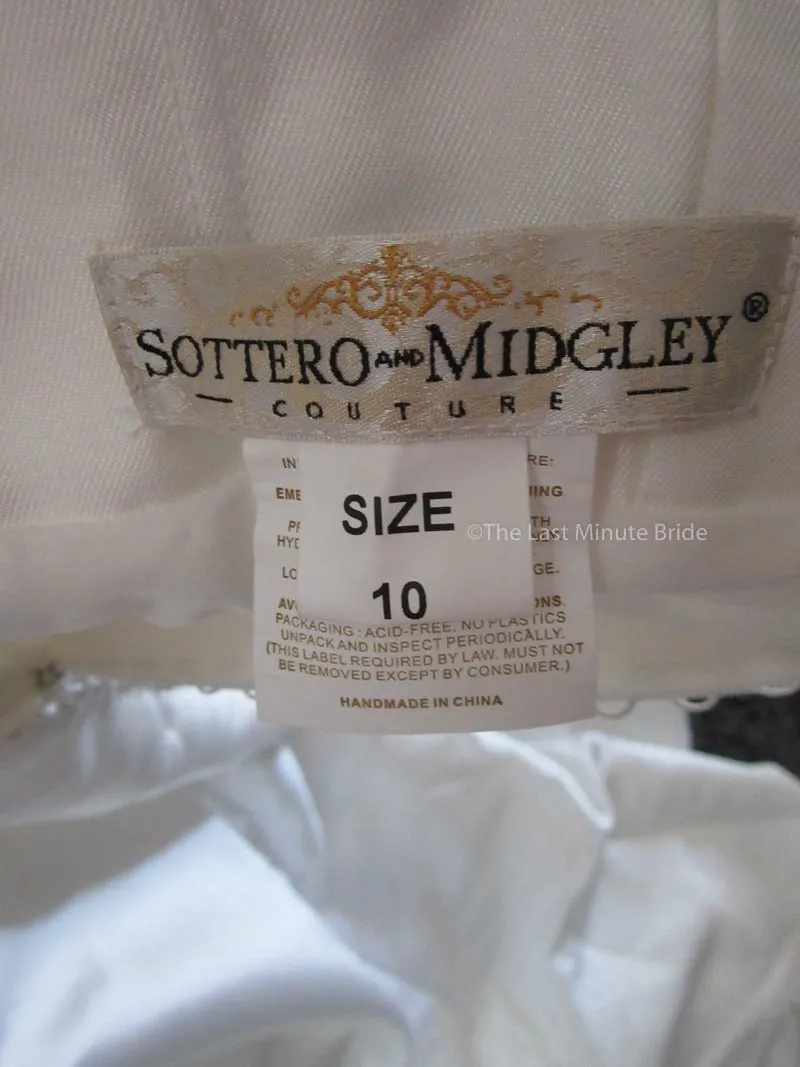 SOTTERO AND MIDGLEY ®
COUTURE
SIZE
10
©The Last Minute Bride
PACKAGING : ACID-FREE, NO PLASTICS
UNPACK AND INSPECT PERIODICALLY.
(THIS LABEL REQUIRED BY LAW. MUST NOT
BE REMOVED EXCEPT BY CONSUMER.)
HANDMADE IN CHINA